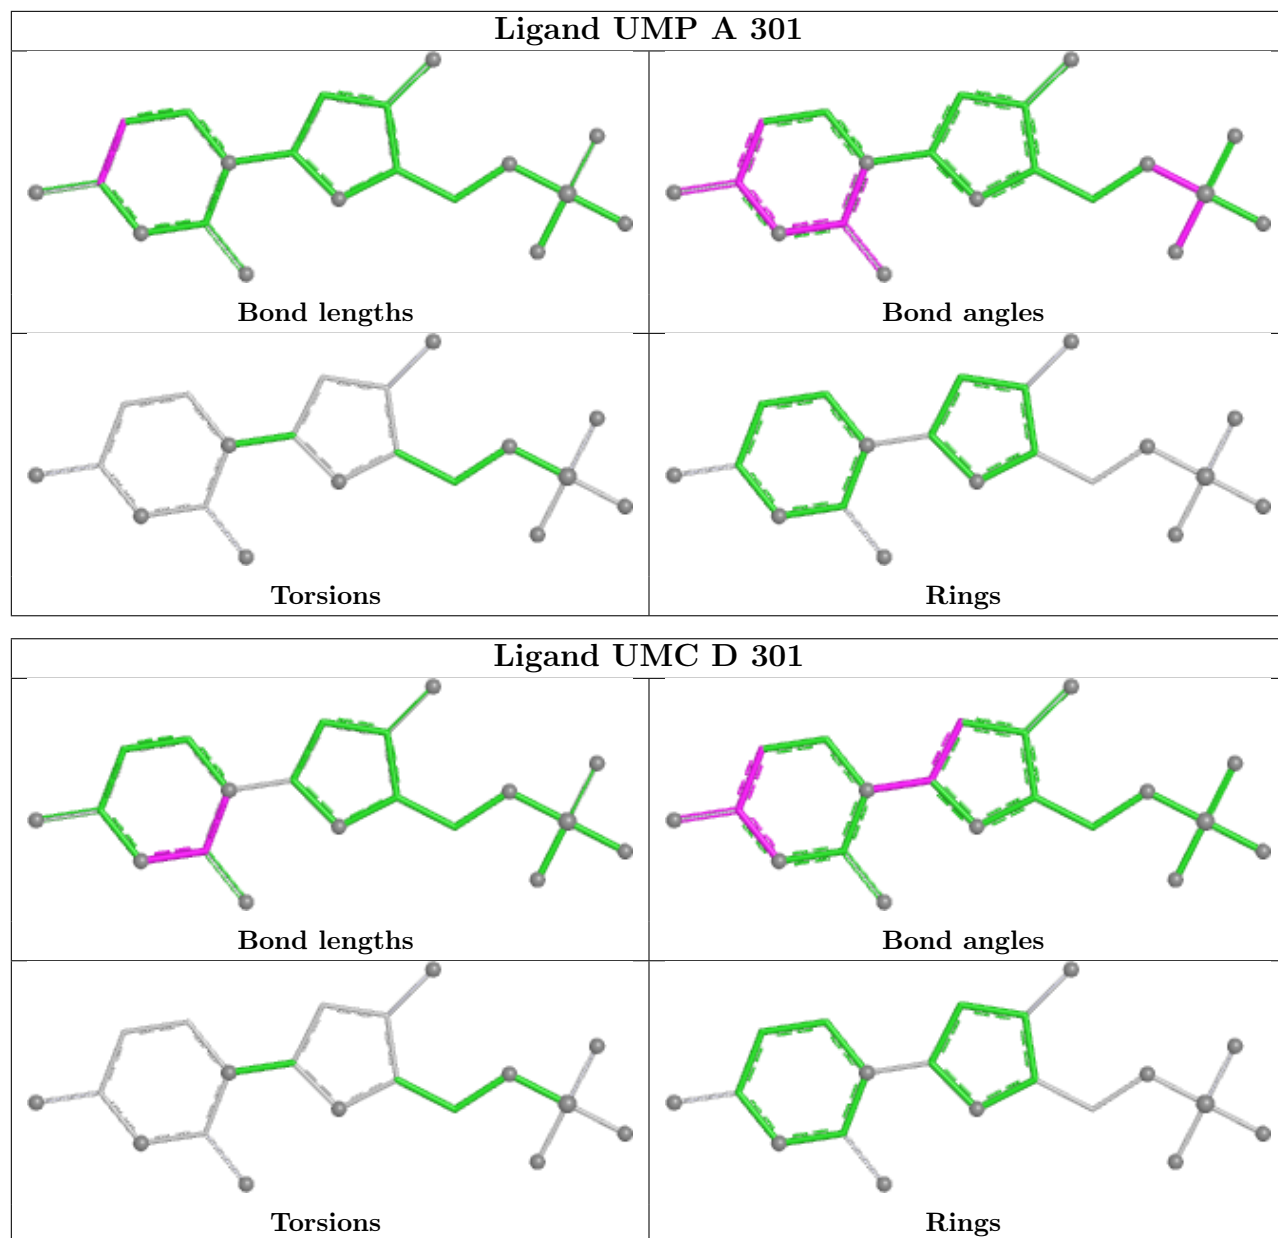 Ligand UMP A 301
Bond lengths
Bond angles
Torsions
Rings
Ligand UMC D 301
Bond lengths
Bond angles
Torsions
Rings